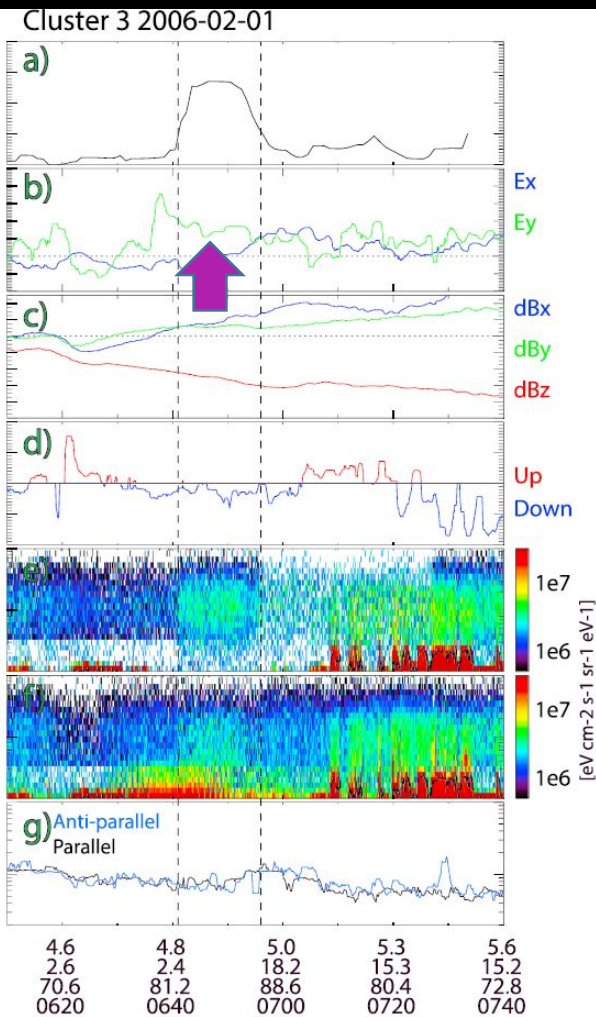 Cluster 3 2006-02-01
a)
b)
Ex
Ey
c)
dBx
dBy
dBz
d)
Up
Down
e)
1e7
1e6
f)
1e7
1e6
[eV cm-2 s-1 sr-1 eV-1]
g) Anti-parallel
Parallel
4.6 4.8 5.0 5.3 5.6
2.6 2.4 18.2 15.3 15.2
70.6 81.2 88.6 80.4 72.8
0620 0640 0700 0720 0740